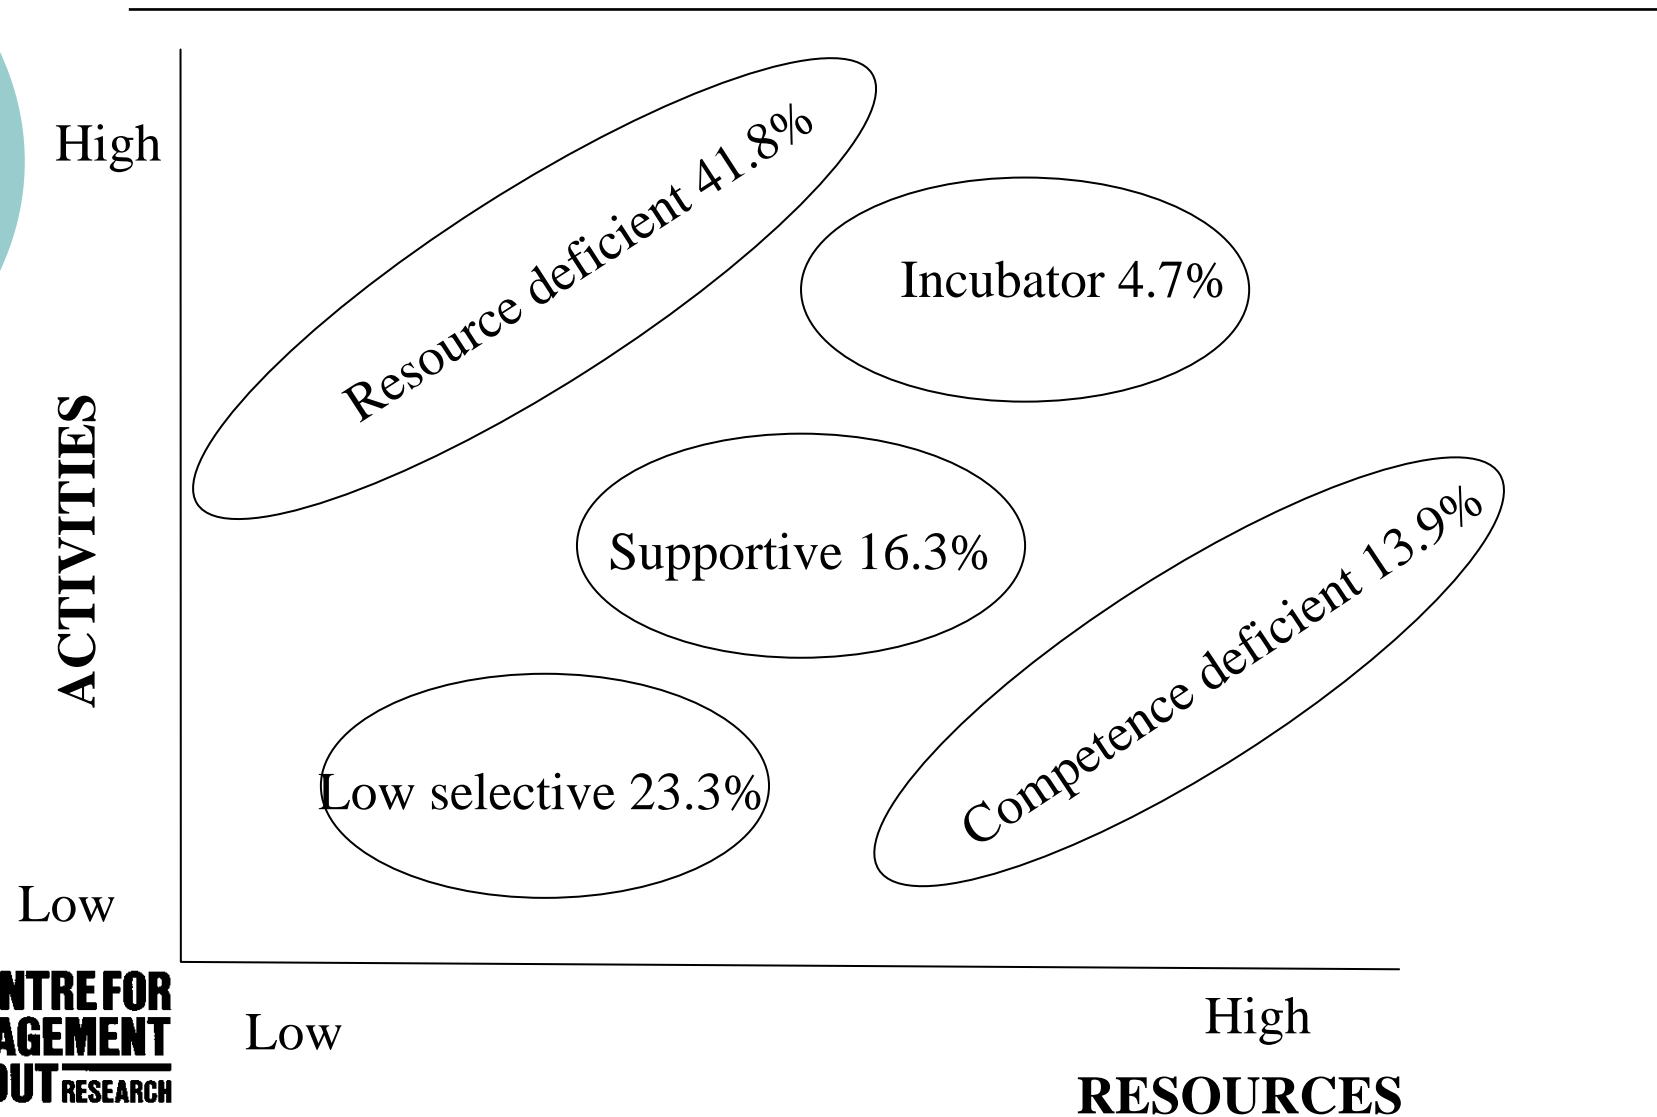 High
Resource deficient 41.8%
Incubator 4.7%
ACTIVITIES
Supportive 16.3%
Competence deficient 13.9%
Low selective 23.3%
Low
NTRE FOR
AGEMENT
OUT RESEARCH
Low
High
RESOURCES